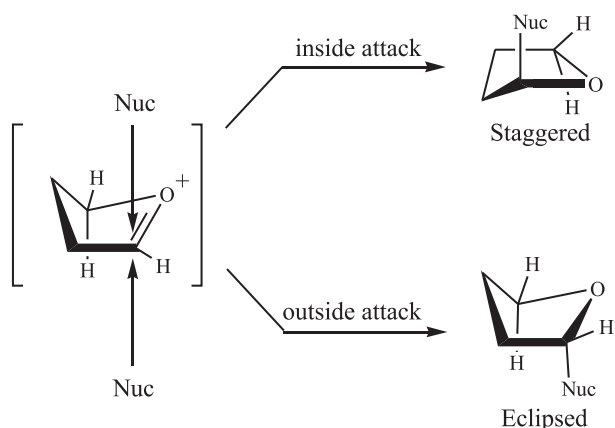 Nuc
H
inside attack
O
H
Staggered
Nuc
H
O+
H
H
Nuc
outside attack
H
O
H
H
Nuc
Eclipsed